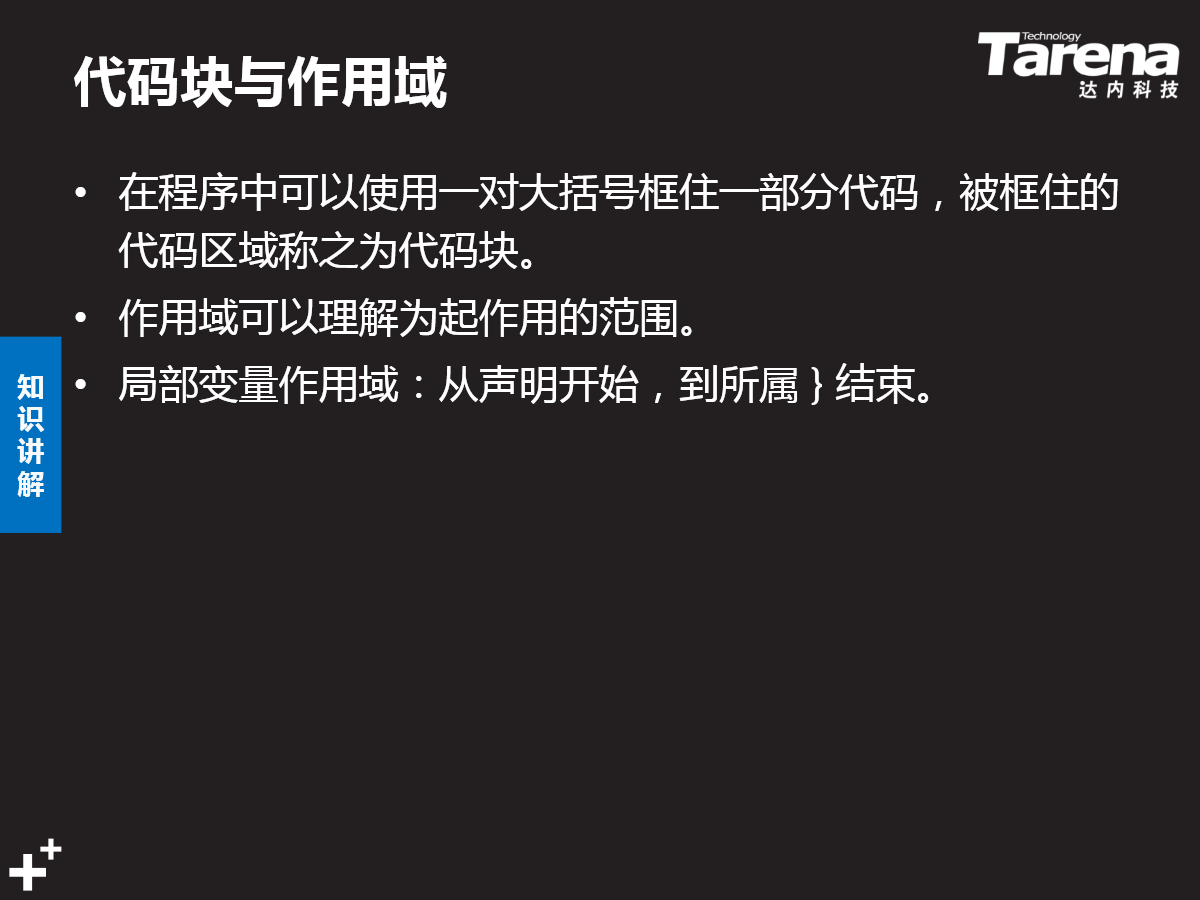 代码块与作用域
Technology
Tarena
达内科技
• 在程序中可以使用一对大括号框住一部分代码，被框住的
代码区域称之为代码块。
• 作用域可以理解为起作用的范围。
• 局部变量作用域：从声明开始，到所属 } 结束。
知
识
讲
解